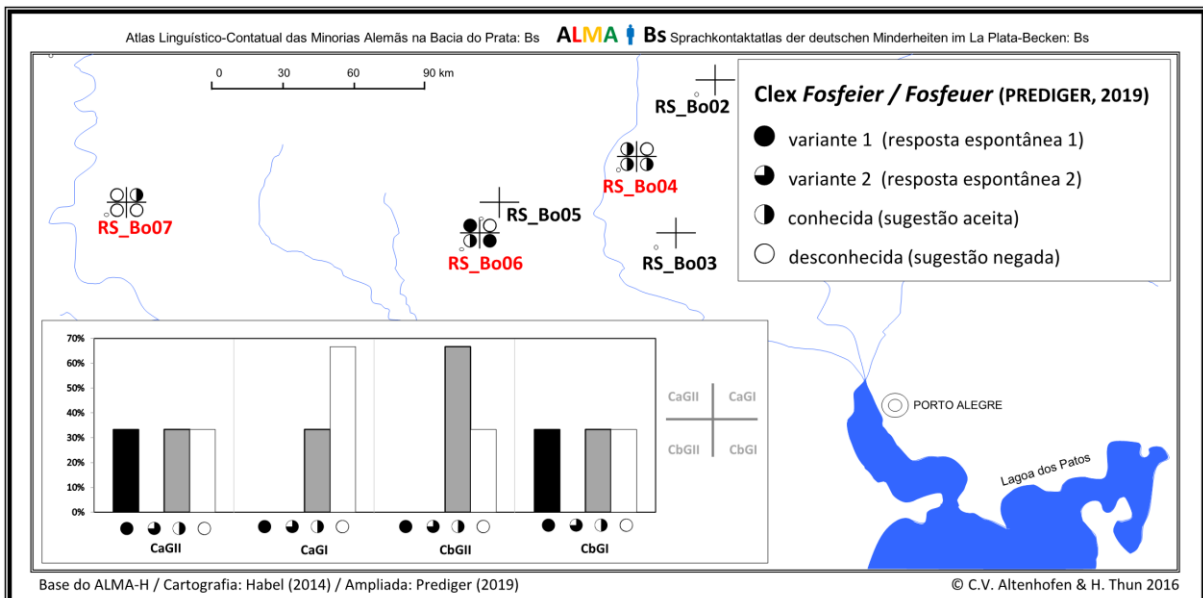 Atlas Linguístico-Contatual das Minorias Alemãs na Bacia do Prata: Bs ALMA Bs Sprachkontaktatlas der deutschen Minderheiten im La Plata-Becken: Bs
0 30 60 90 km
RS_Bo02
RS_Bo04
RS_Bo07
RS_Bo05
RS_Bo06
RS_Bo03
Clex Fosfeier / Fosfeuer (PREDIGER, 2019)
variante 1 (resposta espontânea 1)
variante 2 (resposta espontânea 2)
conhecida (sugestão aceita)
desconhecida (sugestão negada)
70%
60%
50%
40%
30%
20%
10%
0%
CaGII CaGI CbGII CbGI
CaGII CaGI
CbGII CbGI
PORTO ALEGRE
Lagoa dos Patos
Base do ALMA-H / Cartografia: Habel (2014) / Ampliada: Prediger (2019)
© C.V. Altenhofen & H. Thun 2016